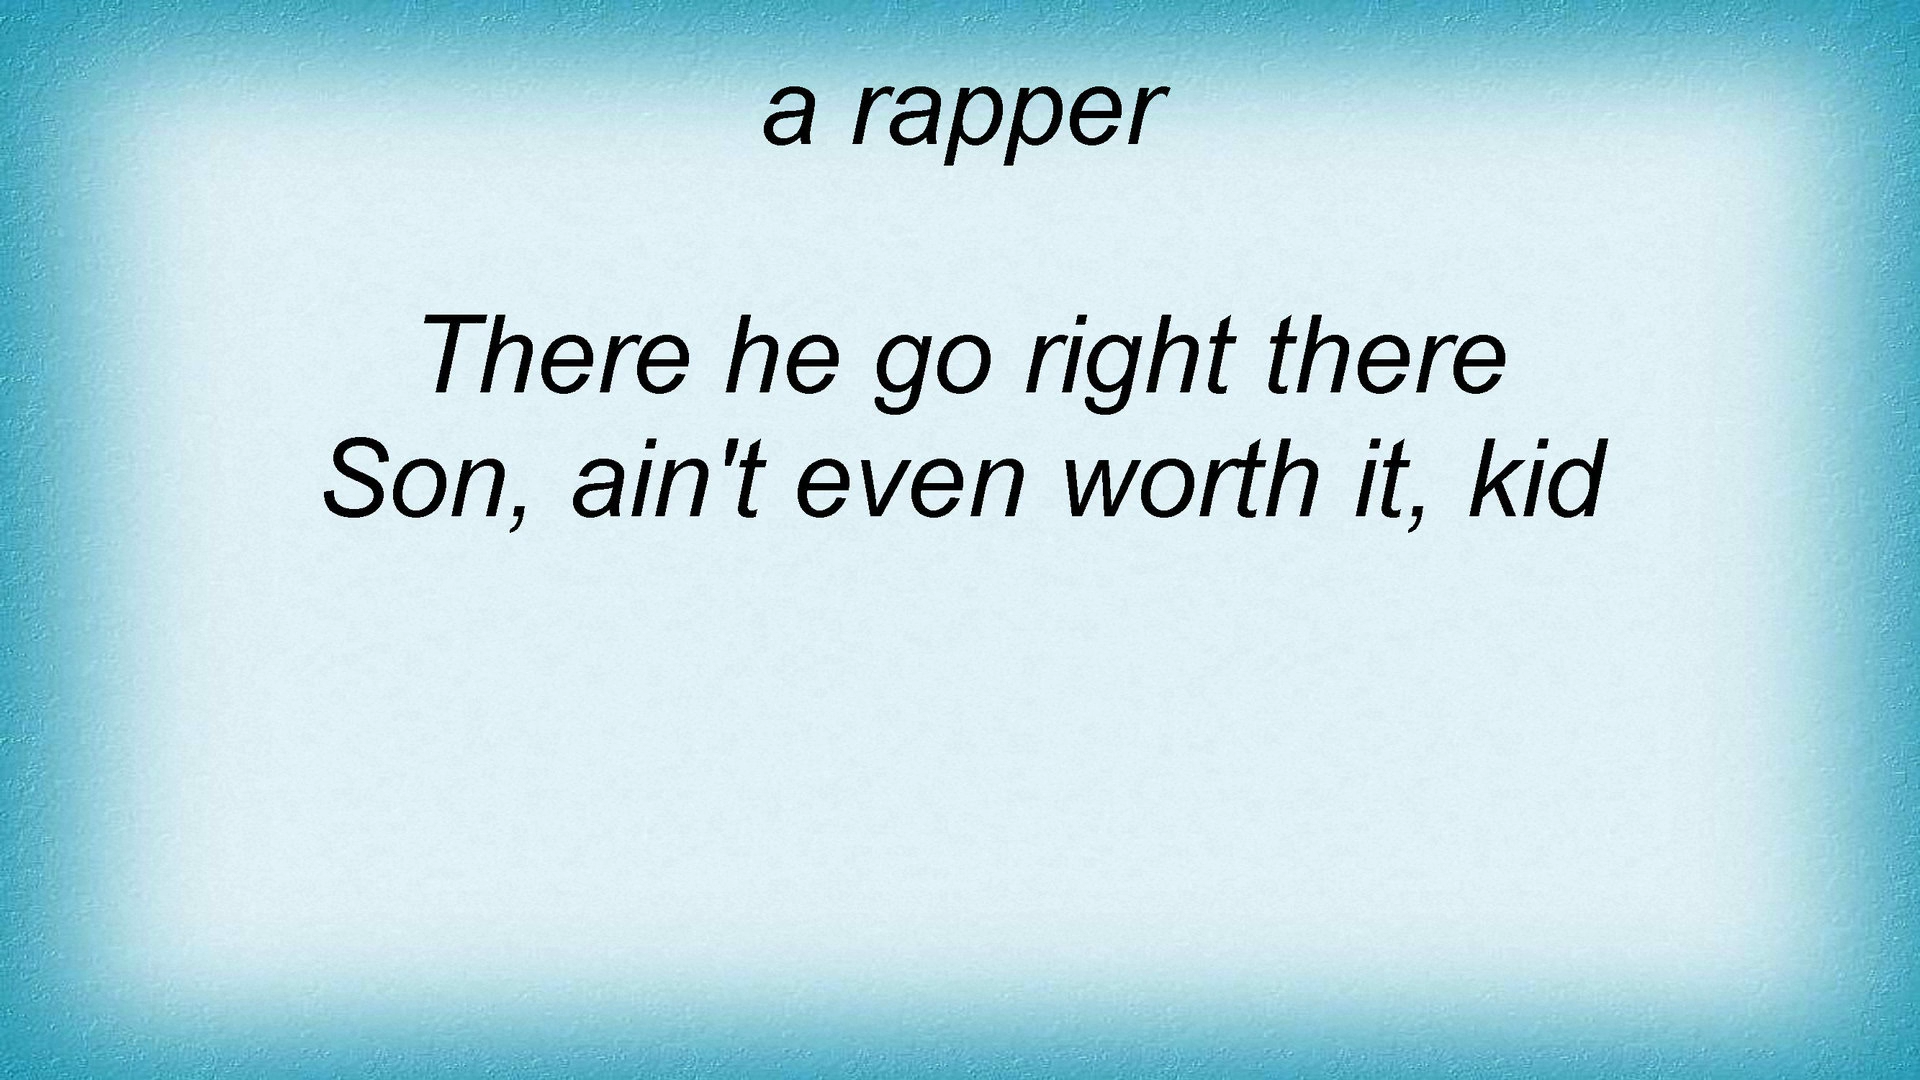 a rapper
There he go right there
Son, ain't even worth it, kid